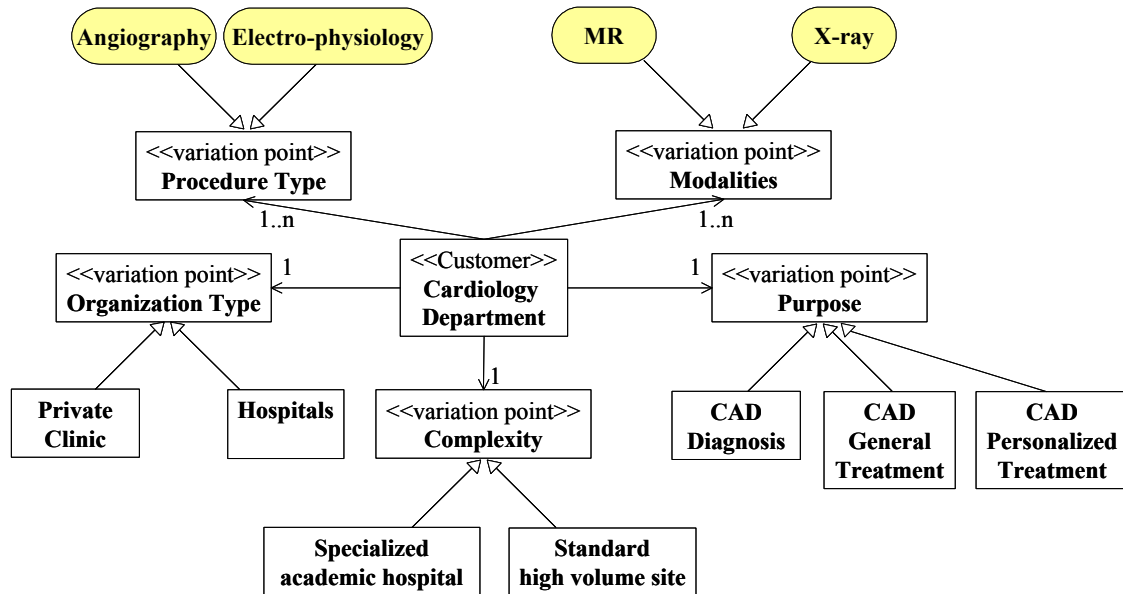 Angiography
Electro-physiology
MR
X-ray
<<variation point>>
Procedure Type
<<variation point>>
Modalities
1..n
1..n
<<variation point>>
Organization Type
1
<<Customer>>
Cardiology
Department
1
<<variation point>>
Purpose
1
Private
Clinic
Hospitals
<<variation point>>
Complexity
CAD
Diagnosis
CAD
General
Treatment
CAD
Personalized
Treatment
Specialized
academic hospital
Standard
high volume site